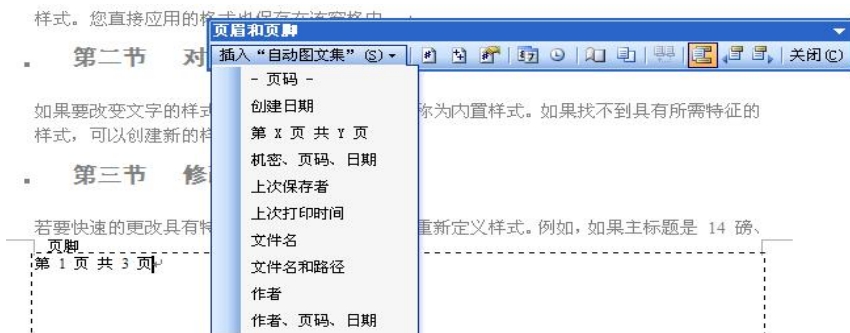 样式。您直接应用的格式也保存在该窗格中。
页眉和页脚
第二节 对
插入“自动图文集”(S) 关闭(C)
- 页码 -
创建日期
如果要改变文字的样式 称为内置样式。如果找不到具有所需特征的
第 X 页 共 Y 页
样式，可以创建新的样
机密、页码、日期
第三节 修
上次保存者
上次打印时间
若要快速的更改具有特 重新定义样式。例如，如果主标题是 14 磅、
文件名
页脚
第 1 页 共 3 页
文件名和路径
作者
作者、页码、日期